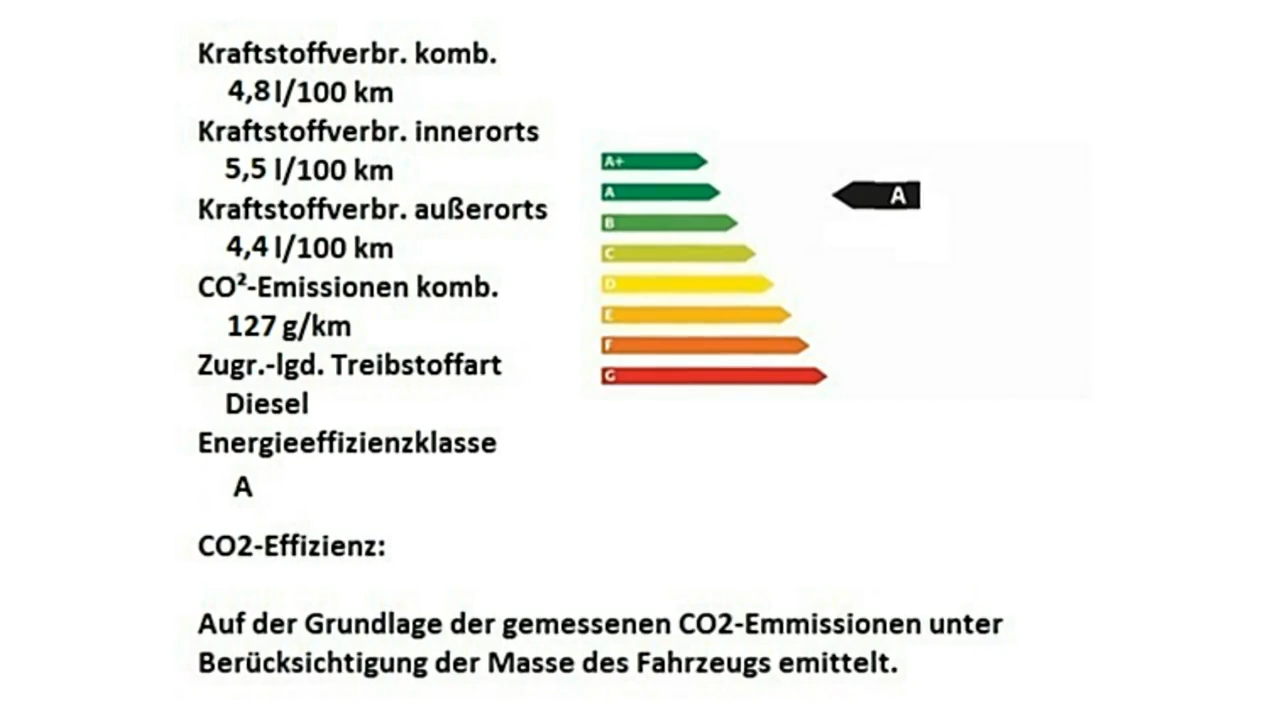 Kraftstoffverbr. komb.
4,8 l/100 km
Kraftstoffverbr. innerorts
5,5 l/100 km
Kraftstoffverbr. außerorts
4,4 l/100 km
CO²-Emissionen komb.
127 g/km
Zugr.-lgd. Treibstoffart
Diesel
Energieeffizienzklasse
A
A+
A
B
C
D
E
F
G
A
CO2-Effizienz:
Auf der Grundlage der gemessenen CO2-Emmissionen unter
Berücksichtigung der Masse des Fahrzeugs emittelt.